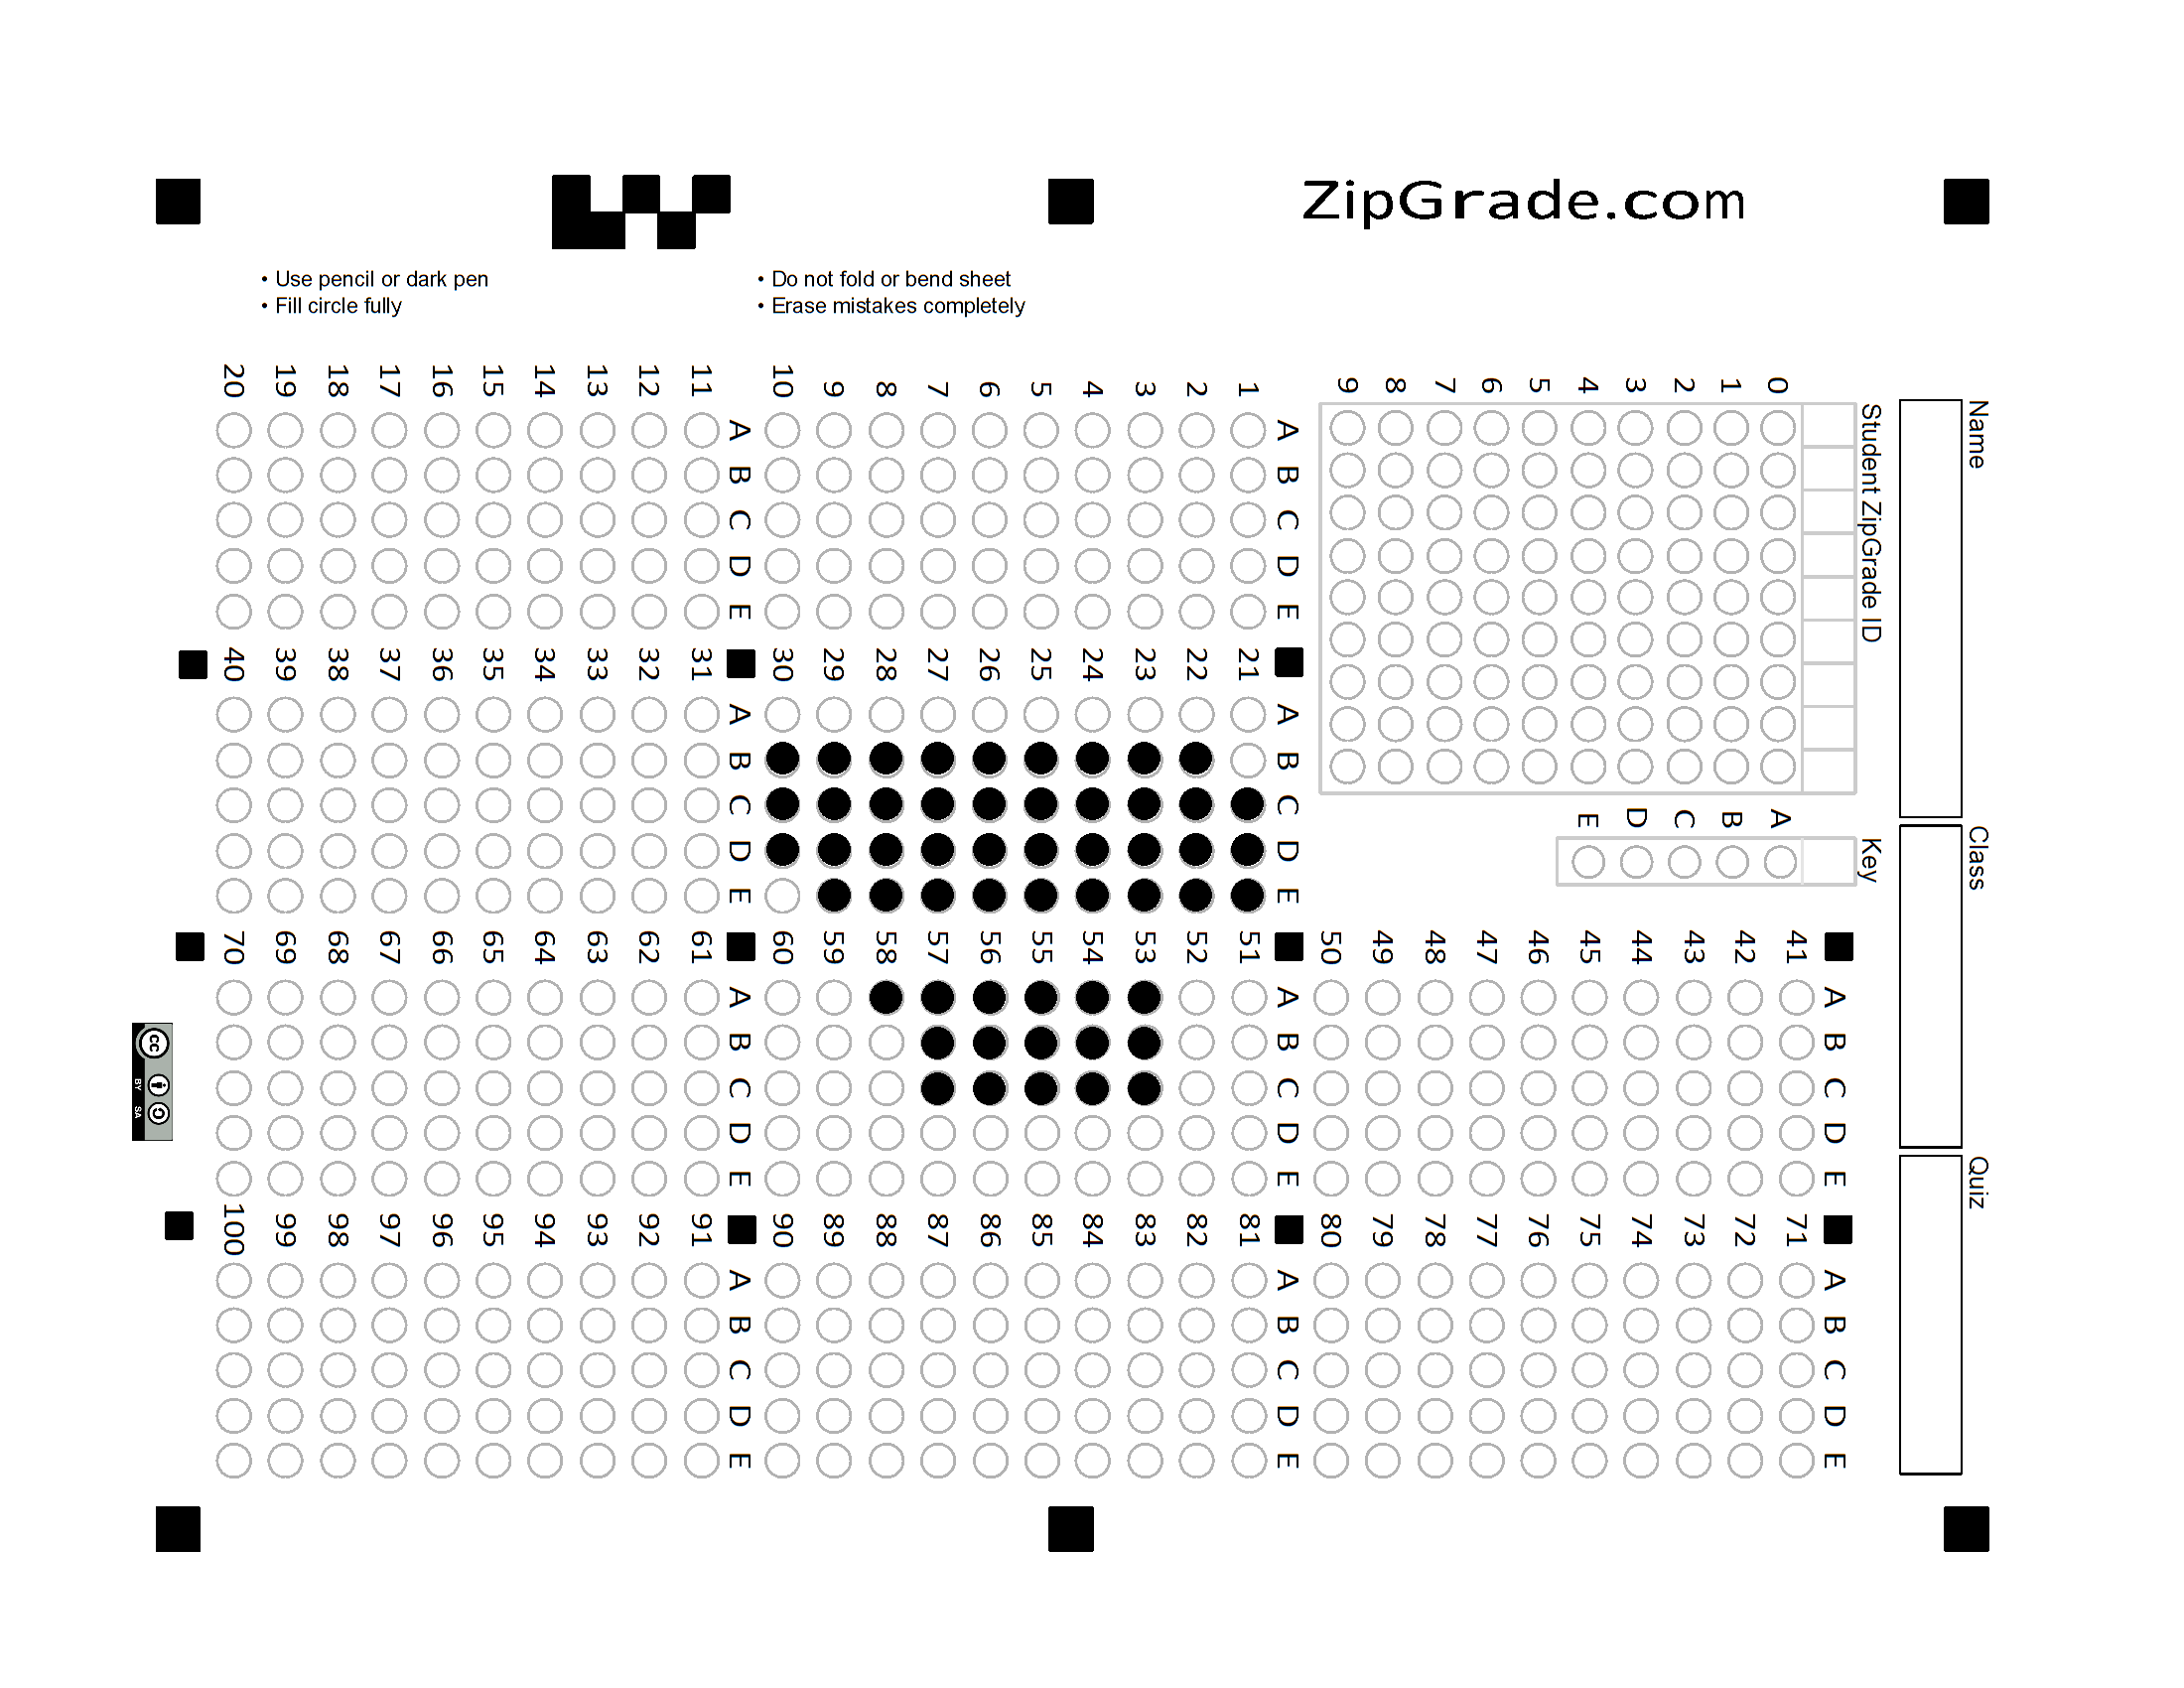 ZipGrade.com
• Use pencil or dark pen
• Fill circle fully
• Do not fold or bend sheet
• Erase mistakes completely
Name
Class
Quiz
Student ZipGrade ID
0 1 2 3 4 5 6 7 8 9
Key
A B C D E
A B C D E
1 2 3 4 5 6 7 8 9 10
A B C D E
11 12 13 14 15 16 17 18 19 20
A B C D E
21 22 23 24 25 26 27 28 29 30
A B C D E
31 32 33 34 35 36 37 38 39 40
A B C D E
41 42 43 44 45 46 47 48 49 50
A B C D E
51 52 53 54 55 56 57 58 59 60
A B C D E
61 62 63 64 65 66 67 68 69 70
A B C D E
71 72 73 74 75 76 77 78 79 80
A B C D E
81 82 83 84 85 86 87 88 89 90
A B C D E
91 92 93 94 95 96 97 98 99 100
cc BY SA